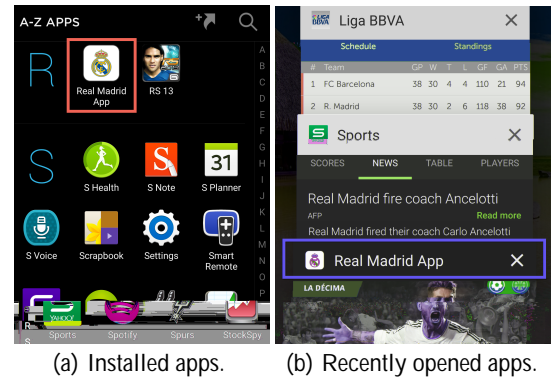 A-Z APPS
R
Real Madrid App
RS 13
A
B
C
D
E
F
G
H
I
J
K
L
M
N
O
P
S
S Health
S Note
31
S Planner
S Voice
Scrapbook
Settings
Smart Remote
YAHOO!
R
S
Sports
Spotify
Spurs
StockSpy
(a) Installed apps.
LIGA BBVA
Liga BBVA
Schedule Standings
# Team GP W T L GF GA PTS
1 FC Barcelona 38 30 4 4 110 21 94
2 R. Madrid 38 30 2 6 118 38 92
Sports
SCORES NEWS TABLE PLAYERS
Real Madrid fire coach Ancelotti
AFP Read more
Real Madrid fired their coach Carlo Ancelotti
Real Madrid App
LA DÉCIMA
(b) Recently opened apps.